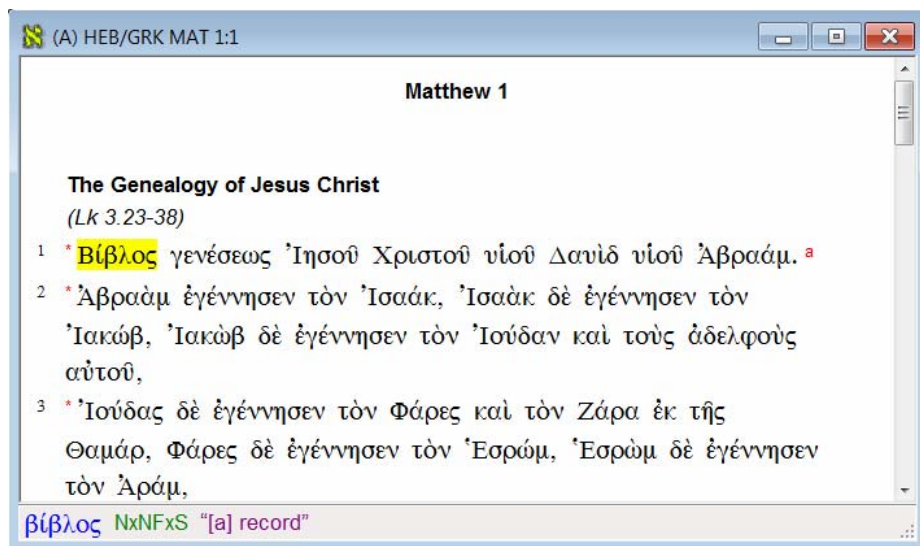 (A) HEB/GRK MAT 1:1
Matthew 1
The Genealogy of Jesus Christ
(Lk 3.23-38)
1 * Βίβλος γενέσεως Ἰησοῦ Χριστοῦ υἱοῦ Δαυὶδ υἱοῦ Ἀβραάμ. a
2 * Ἀβραὰμ ἐγέννησεν τὸν Ἰσαάκ, Ἰσαὰκ δὲ ἐγέννησεν τὸν
Ἰακώβ, Ἰακὼβ δὲ ἐγέννησεν τὸν Ἰούδαν καὶ τοὺς ἀδελφοὺς
αὐτοῦ,
3 * Ἰούδας δὲ ἐγέννησεν τὸν Φάρες καὶ τὸν Ζάρα ἐκ τῆς
Θαμάρ, Φάρες δὲ ἐγέννησεν τὸν Ἑσρώμ, Ἑσρὼμ δὲ ἐγέννησεν
τὸν Ἀράμ,
βίβλος NxNFxS “[a] record”